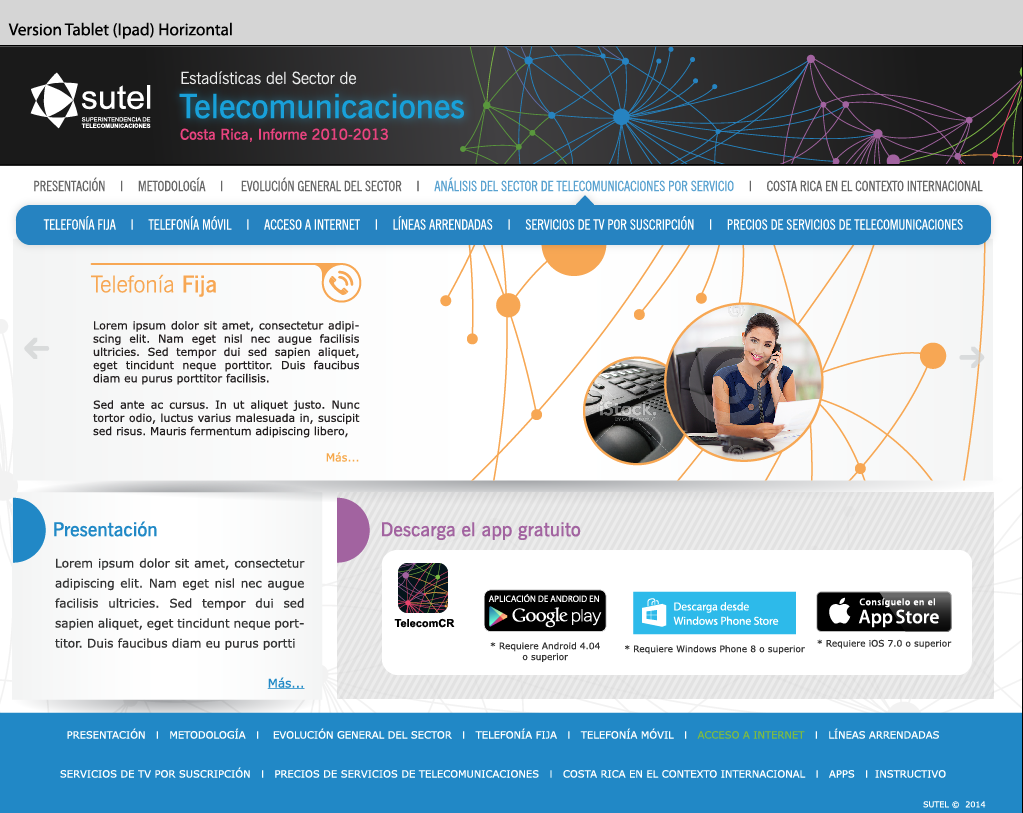 Version Tablet (Ipad) Horizontal
sutel
SUPERINTENDENCIA DE
TELECOMUNICACIONES
Estadísticas del Sector de
Telecomunicaciones
Costa Rica, Informe 2010-2013
PRESENTACIÓN | METODOLOGÍA | EVOLUCIÓN GENERAL DEL SECTOR | ANÁLISIS DEL SECTOR DE TELECOMUNICACIONES POR SERVICIO | COSTA RICA EN EL CONTEXTO INTERNACIONAL
TELEFONÍA FIJA | TELEFONÍA MÓVIL | ACCESO A INTERNET | LÍNEAS ARRENDADAS | SERVICIOS DE TV POR SUSCRIPCIÓN | PRECIOS DE SERVICIOS DE TELECOMUNICACIONES
Telefonía Fija
Lorem ipsum dolor sit amet, consectetur adipi-
scing elit. Nam eget nisl nec augue facilisis
ultricies. Sed tempor dui sed sapien aliquet,
eget tincidunt neque porttitor. Duis faucibus
diam eu purus porttitor facilisis.
Sed ante ac cursus. In ut aliquet justo. Nunc
tortor odio, luctus varius malesuada in, suscipit
sed risus. Mauris fermentum adipiscing libero,
Más...
iStock.
Presentación
Lorem ipsum dolor sit amet, consectetur
adipiscing elit. Nam eget nisl nec augue
facilisis ultricies. Sed tempor dui sed
sapien aliquet, eget tincidunt neque port-
titor. Duis faucibus diam eu purus portti
Más...
Descarga el app gratuito
TelecomCR
APLICACIÓN DE ANDROID EN
Google play
* Requiere Android 4.04
o superior
Descarga desde
Windows Phone Store
* Requiere Windows Phone 8 o superior
Consíguelo en el
App Store
* Requiere iOS 7.0 o superior
PRESENTACIÓN | METODOLOGÍA | EVOLUCIÓN GENERAL DEL SECTOR | TELEFONÍA FIJA | TELEFONÍA MÓVIL | ACCESO A INTERNET | LÍNEAS ARRENDADAS
SERVICIOS DE TV POR SUSCRIPCIÓN | PRECIOS DE SERVICIOS DE TELECOMUNICACIONES | COSTA RICA EN EL CONTEXTO INTERNACIONAL | APPS | INSTRUCTIVO
SUTEL © 2014